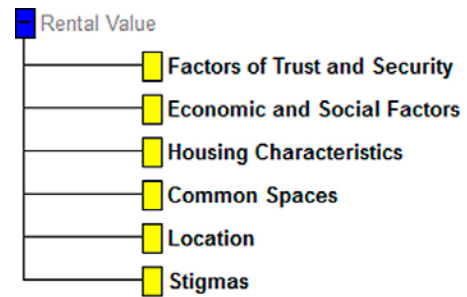 Rental Value
Factors of Trust and Security
Economic and Social Factors
Housing Characteristics
Common Spaces
Location
Stigmas